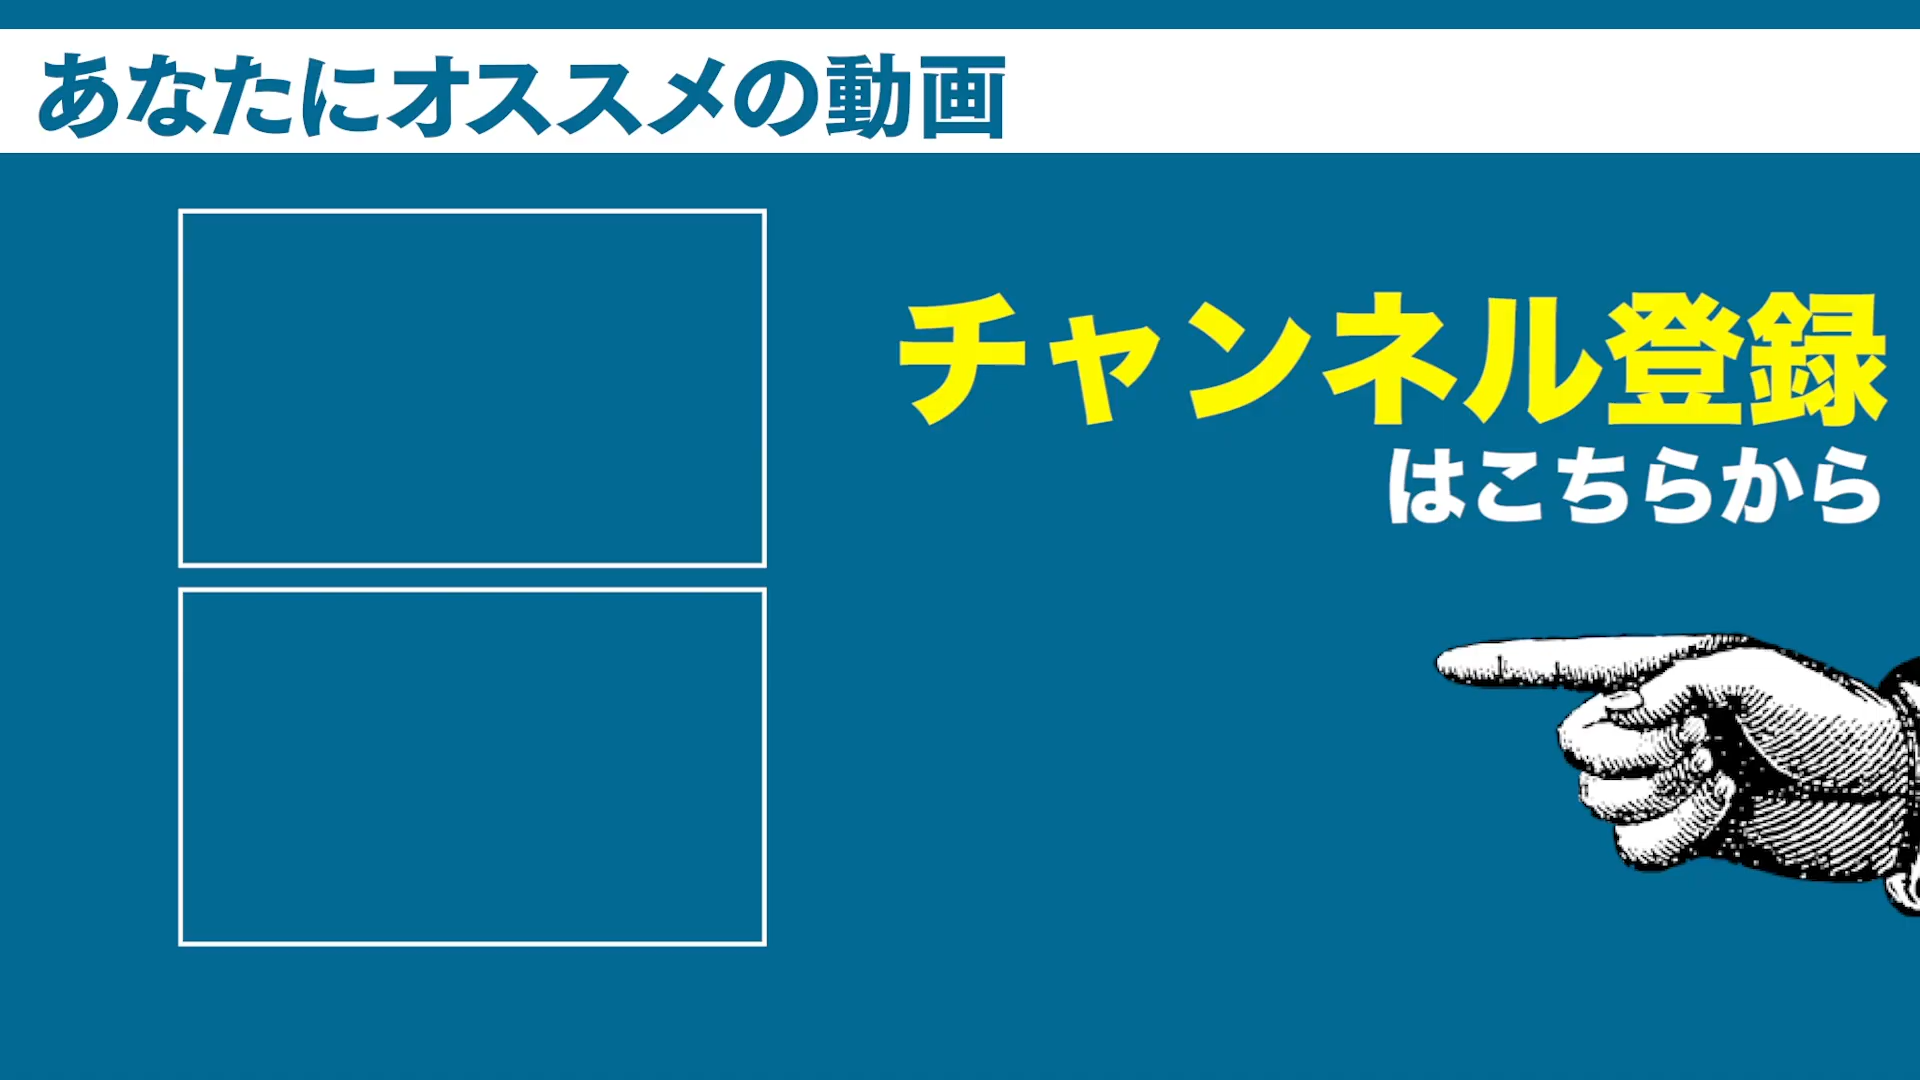 あなたにオススメの動画
チャンネル登録
はこちらから